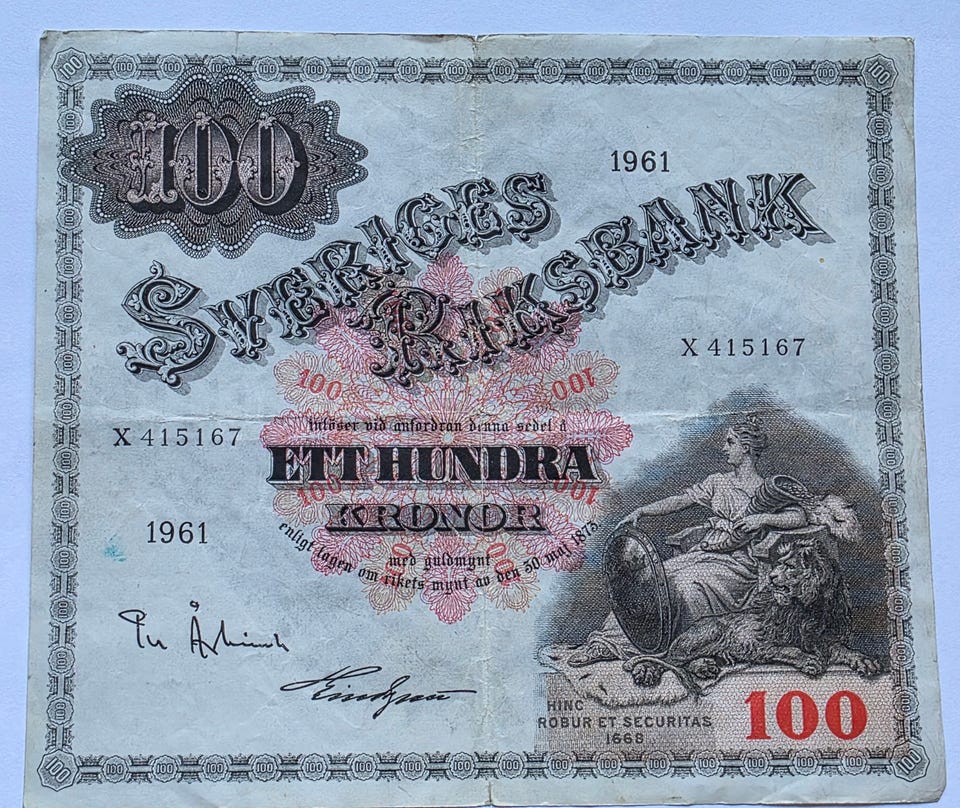 100
1961
SVERIGES
RIKSBANK
X 415167
100 100
inlöser vid anfordran denna sedel å
X 415167
ETT HUNDRA
100 100
KRONOR
1961
enligt lagen om rikets mynt av den 30 maj 1873
med guldmynt
HINC
ROBUR ET SECURITAS
1668
100